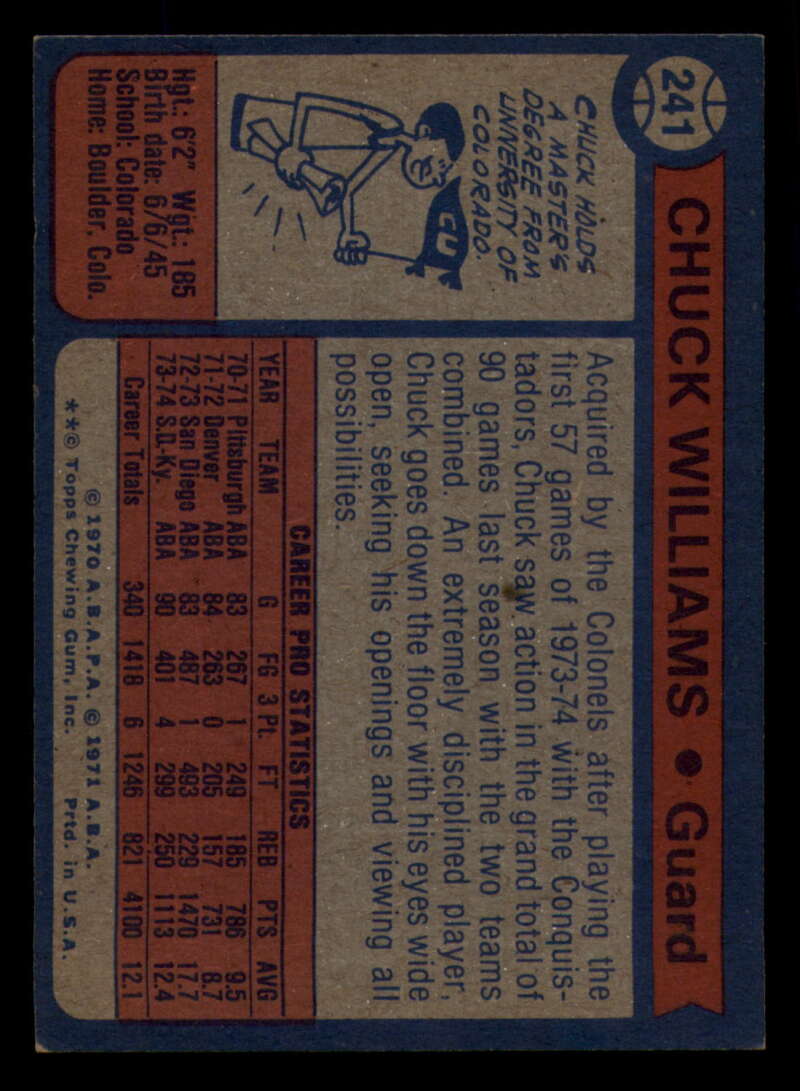 241
CHUCK WILLIAMS • Guard
CHUCK HOLDS
A MASTER'S
DEGREE FROM
UNIVERSITY OF
COLORADO.
CU
Hgt.: 6'2" Wgt.: 185
Birth date: 6/6/45
School: Colorado
Home: Boulder, Colo.
Acquired by the Colonels after playing the
first 57 games of 1973-74 with the Conquis-
tadors, Chuck saw action in the grand total of
90 games last season with the two teams
combined. An extremely disciplined player,
Chuck goes down the floor with his eyes wide
open, seeking his openings and viewing all
possibilities.
CAREER PRO STATISTICS
YEAR TEAM G FG 3 Pt. FT REB PTS AVG
70-71 Pittsburgh ABA 83 267 1 249 185 786 9.5
71-72 Denver ABA 84 263 0 205 157 731 8.7
72-73 San Diego ABA 83 487 1 493 229 1470 17.7
73-74 S.D.-Ky. ABA 90 401 4 299 250 1113 12.4
Career Totals 340 1418 6 1246 821 4100 12.1
© 1970 A.B.A.P.A. © 1971 A.B.A.
**© Topps Chewing Gum, Inc. Prtd. in U.S.A.